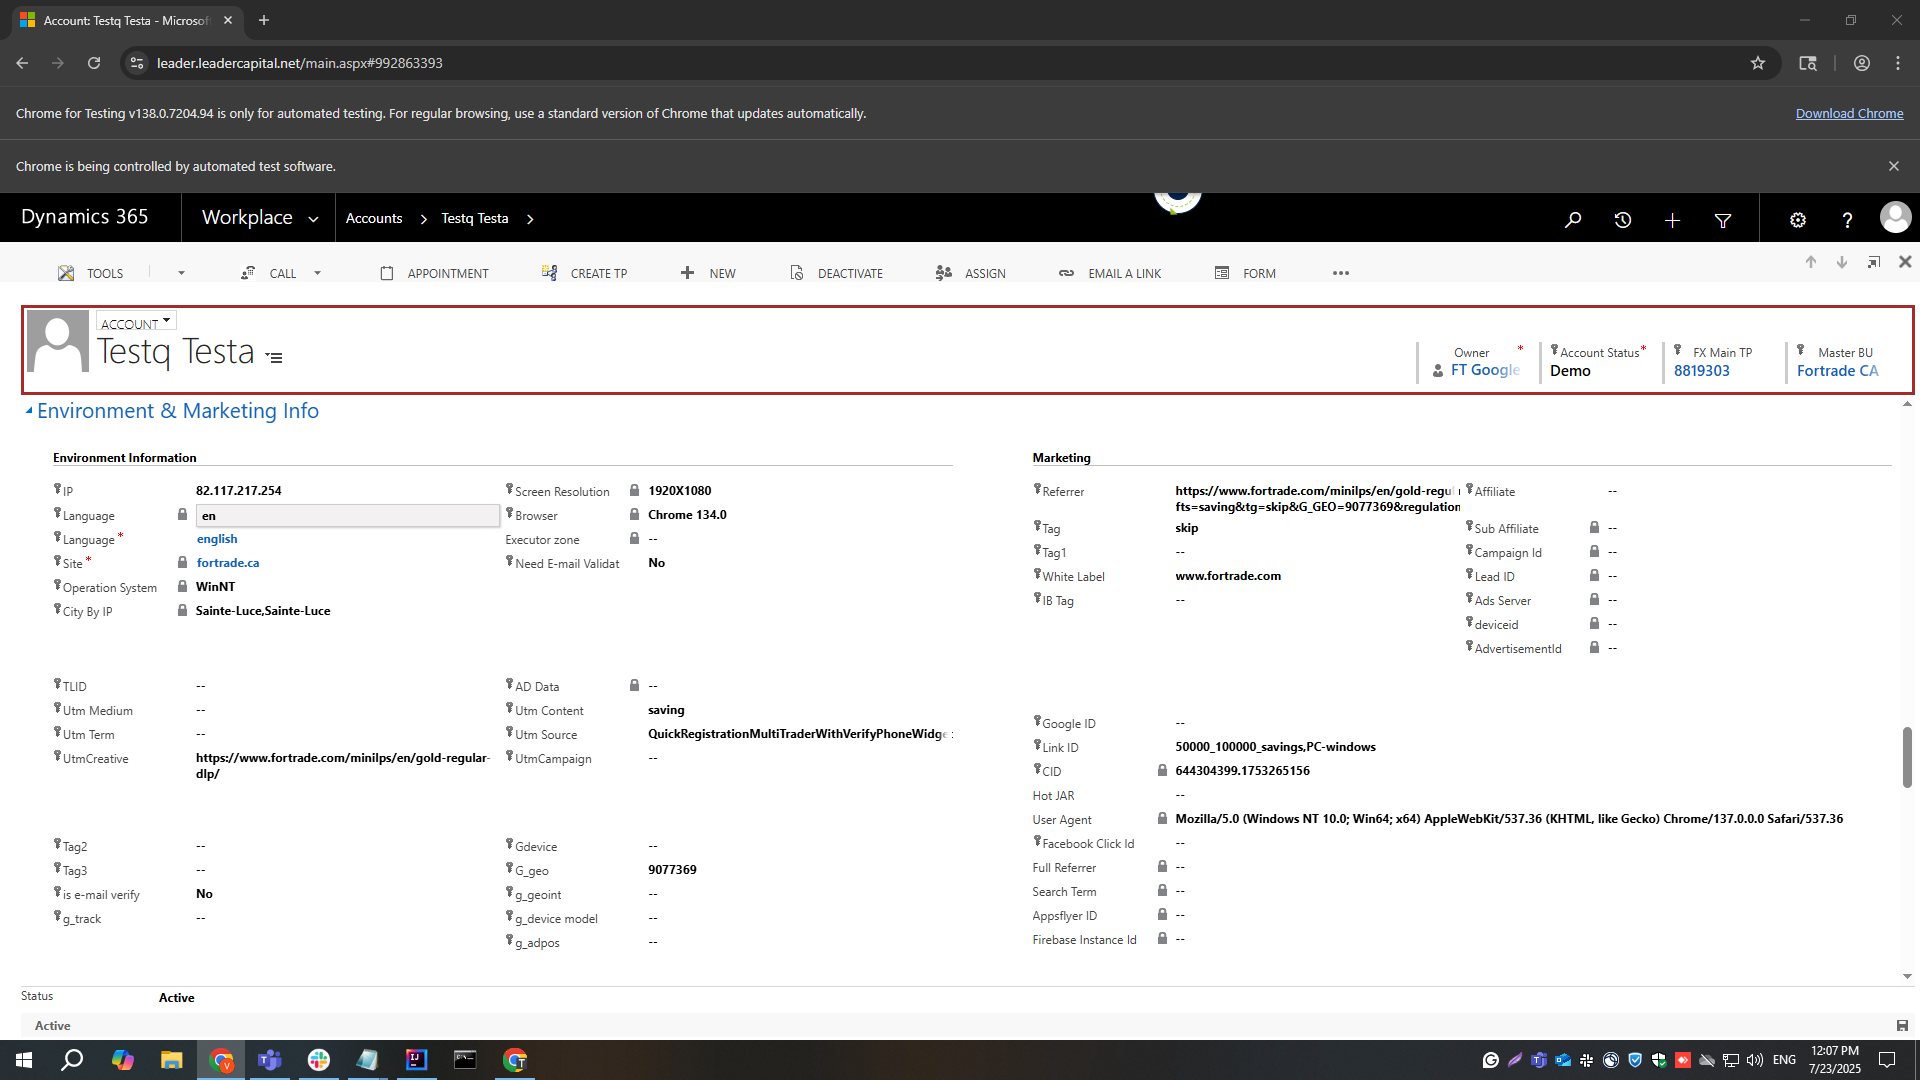 Account: Testq Testa - Microsof
leader.leadercapital.net/main.aspx#992863393
Chrome for Testing v138.0.7204.94 is only for automated testing. For regular browsing, use a standard version of Chrome that updates automatically.
Download Chrome
Chrome is being controlled by automated test software.
Dynamics 365
Workplace
Accounts
Testq Testa
TOOLS
CALL
APPOINTMENT
CREATE TP
NEW
DEACTIVATE
ASSIGN
EMAIL A LINK
FORM
ACCOUNT
Testq Testa
Owner *
FT Google
Account Status *
Demo
FX Main TP
8819303
Master BU
Fortrade CA
Environment & Marketing Info
Environment Information
IP 82.117.217.254
Language en
Language * english
Site * fortrade.ca
Operation System WinNT
City By IP Sainte-Luce,Sainte-Luce
Screen Resolution 1920X1080
Browser Chrome 134.0
Executor zone --
Need E-mail Validat No
TLID --
Utm Medium --
Utm Term --
UtmCreative https://www.fortrade.com/minilps/en/gold-regular-
dlp/
AD Data --
Utm Content saving
Utm Source QuickRegistrationMultiTraderWithVerifyPhoneWidge
UtmCampaign --
Tag2 --
Tag3 --
is e-mail verify No
g_track --
Gdevice --
G_geo 9077369
g_geoint --
g_device model --
g_adpos --
Marketing
Referrer https://www.fortrade.com/minilps/en/gold-regul
fts=saving&tg=skip&G_GEO=9077369&regulation
Tag skip
Tag1 --
White Label www.fortrade.com
IB Tag --
Affiliate --
Sub Affiliate --
Campaign Id --
Lead ID --
Ads Server --
deviceid --
AdvertisementId --
Google ID --
Link ID 50000_100000_savings,PC-windows
CID 644304399.1753265156
Hot JAR --
User Agent Mozilla/5.0 (Windows NT 10.0; Win64; x64) AppleWebKit/537.36 (KHTML, like Gecko) Chrome/137.0.0.0 Safari/537.36
Facebook Click Id --
Full Referrer --
Search Term --
Appsflyer ID --
Firebase Instance Id --
Status Active
Active
ENG
12:07 PM
7/23/2025